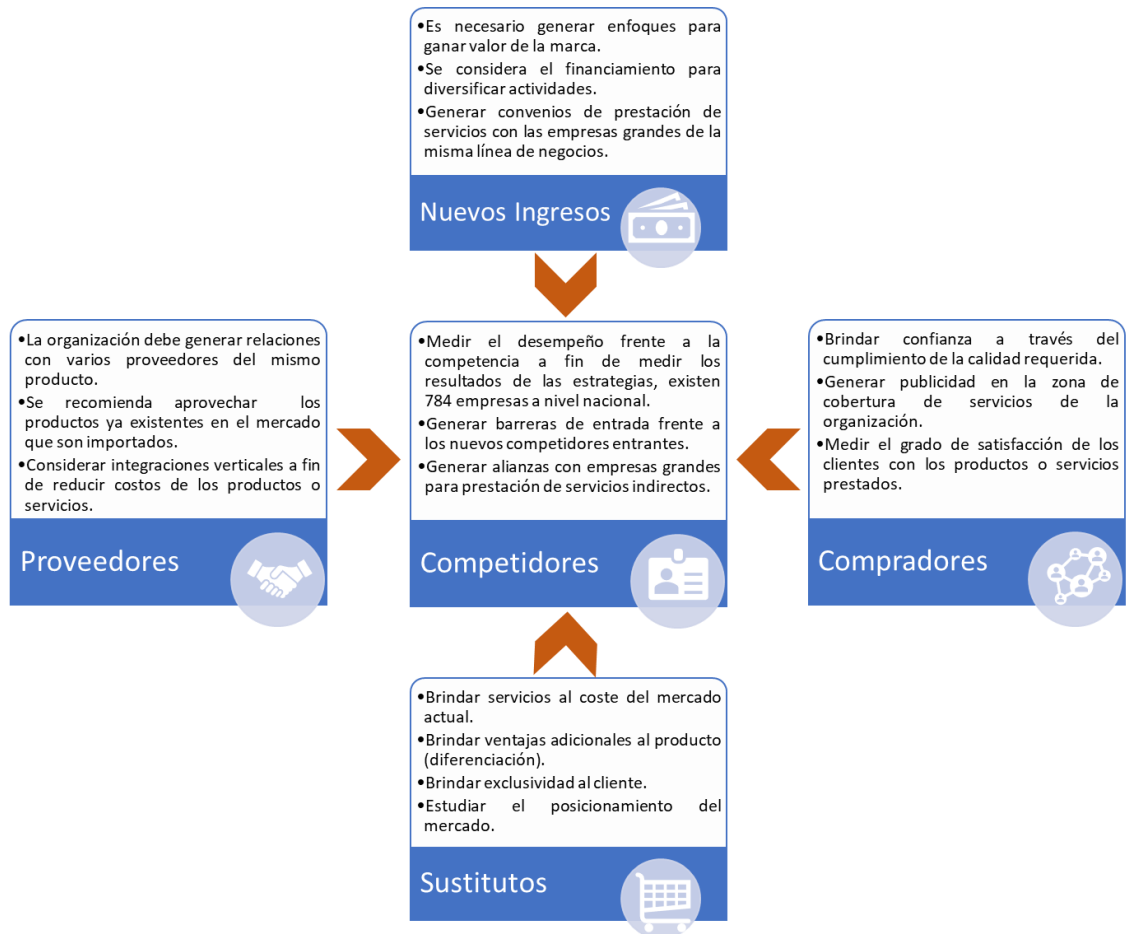 •Es necesario generar enfoques para
ganar valor de la marca.
•Se considera el financiamiento para
diversificar actividades.
•Generar convenios de prestación de
servicios con las empresas grandes de la
misma línea de negocios.
Nuevos Ingresos
•La organización debe generar relaciones
con varios proveedores del mismo
producto.
•Se recomienda aprovechar los
productos ya existentes en el mercado
que son importados.
•Considerar integraciones verticales a fin
de reducir costos de los productos o
servicios.
Proveedores
•Medir el desempeño frente a la
competencia a fin de medir los
resultados de las estrategias, existen
784 empresas a nivel nacional.
•Generar barreras de entrada frente a
los nuevos competidores entrantes.
•Generar alianzas con empresas grandes
para prestación de servicios indirectos.
Competidores
•Brindar confianza a través del
cumplimiento de la calidad requerida.
•Generar publicidad en la zona de
cobertura de servicios de la
organización.
•Medir el grado de satisfacción de los
clientes con los productos o servicios
prestados.
Compradores
•Brindar servicios al coste del mercado
actual.
•Brindar ventajas adicionales al producto
(diferenciación).
•Brindar exclusividad al cliente.
•Estudiar el posicionamiento del
mercado.
Sustitutos